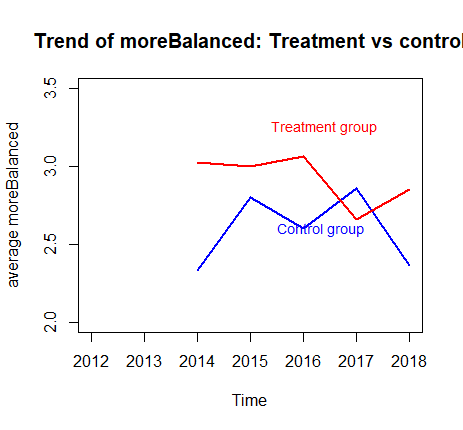 Trend of moreBalanced: Treatment vs control
average moreBalanced
3.5
3.0
2.5
2.0
Treatment group
Control group
2012 2013 2014 2015 2016 2017 2018
Time